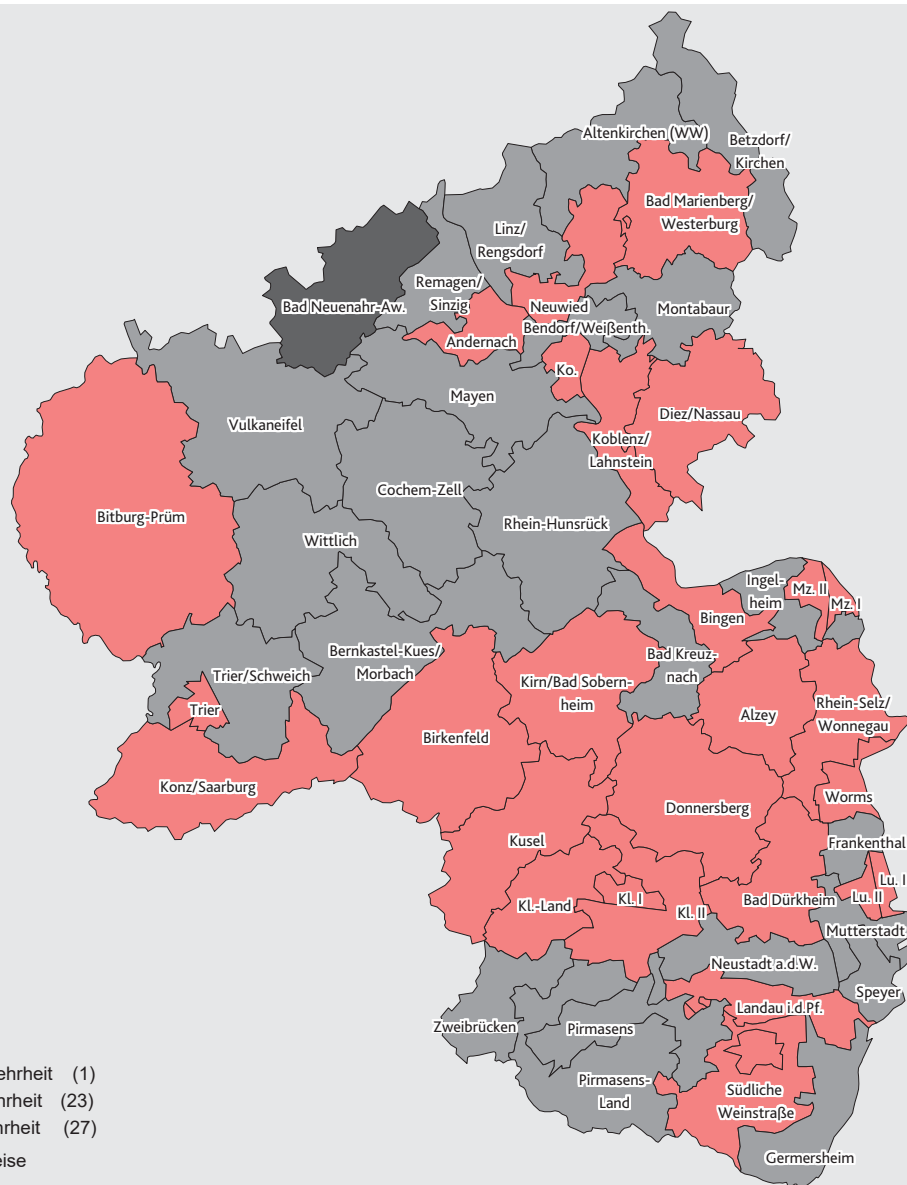 Altenkirchen (WW)
Betzdorf/
Kirchen
Bad Marienberg/
Westerburg
Linz/
Rengsdorf
Remagen/
Sinzig
Bad Neuenahr-Aw.
Neuwied
Montabaur
Bendorf/Weißenth.
Andernach
Ko.
Mayen
Diez/Nassau
Vulkaneifel
Koblenz/
Lahnstein
Cochem-Zell
Bitburg-Prüm
Rhein-Hunsrück
Wittlich
Ingel-
heim
Mz. II
Mz. I
Bingen
Bernkastel-Kues/
Morbach
Bad Kreuz-
nach
Trier/Schweich
Kirn/Bad Sobern-
heim
Trier
Rhein-Selz/
Wonnegau
Alzey
Birkenfeld
Konz/Saarburg
Worms
Donnersberg
Kusel
Frankenthal
Lu. I
Lu. II
Kl. I
Bad Dürkheim
Kl.-Land
Kl. II
Mutterstadt
Neustadt a.d.W.
Speyer
Landau i.d.Pf.
Zweibrücken
Pirmasens
Pirmasens-
Land
Südliche
Weinstraße
Germersheim
ehrheit (1)
hrheit (23)
rheit (27)
eise